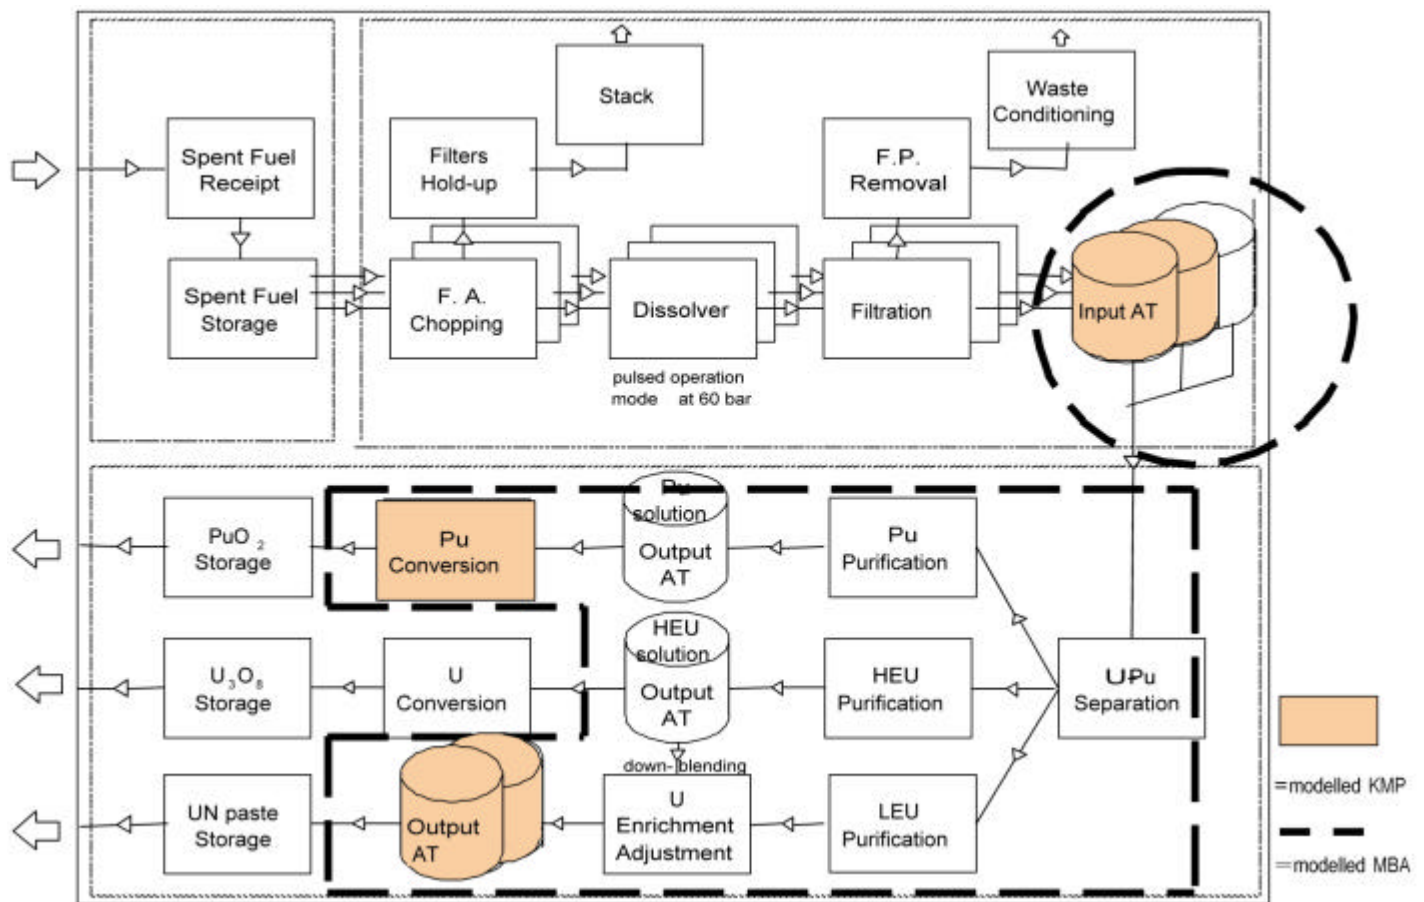 Stack
Waste
Conditioning
Spent Fuel
Receipt
Filters
Hold-up
F.P.
Removal
Spent Fuel
Storage
F. A.
Chopping
Dissolver
Filtration
Input AT
pulsed operation
mode at 60 bar
PuO2
Storage
Pu
Conversion
Pu
solution
Output
AT
Pu
Purification
U3O8
Storage
U
Conversion
HEU
solution
Output
AT
HEU
Purification
U-Pu
Separation
down-blending
UN paste
Storage
Output
AT
U
Enrichment
Adjustment
LEU
Purification
=modelled KMP
=modelled MBA